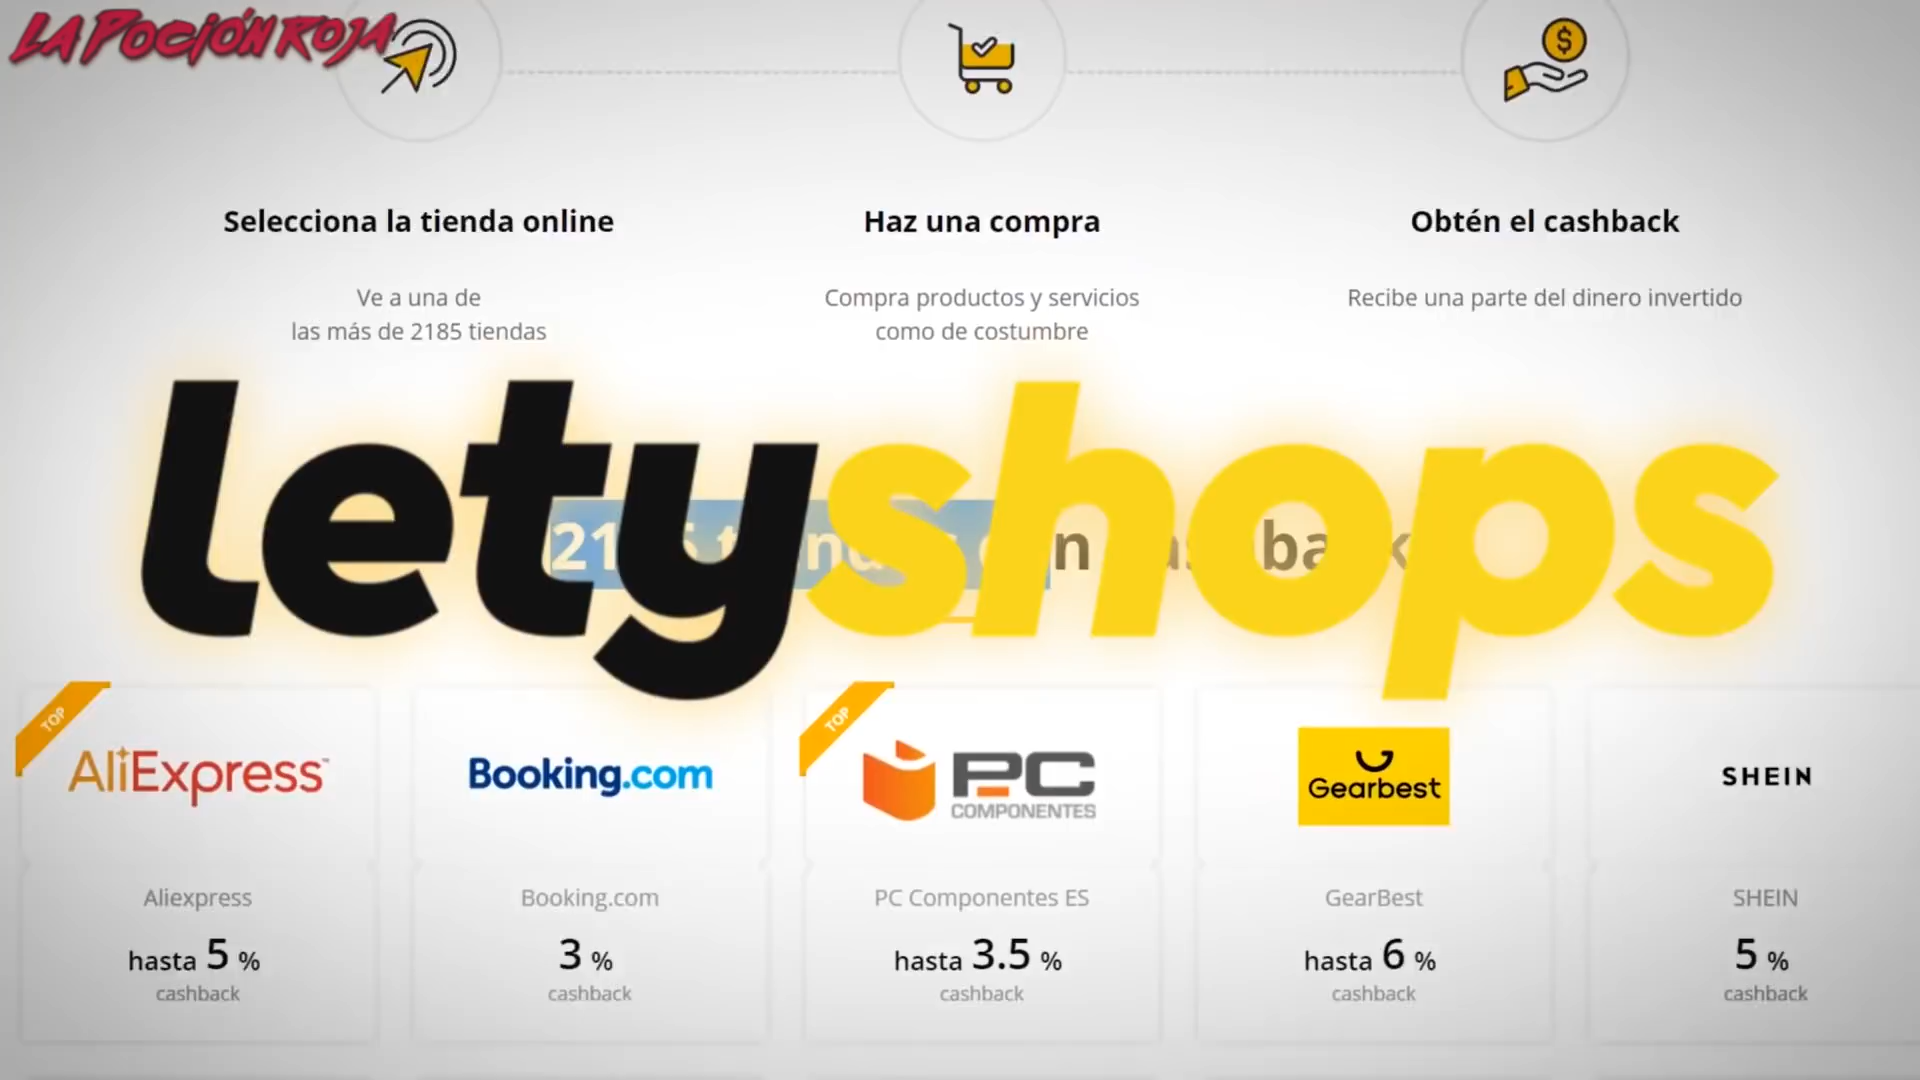 LA POCIÓN ROJA
Selecciona la tienda online
Haz una compra
Obtén el cashback
Ve a una de
las más de 2185 tiendas
Compra productos y servicios
como de costumbre
Recibe una parte del dinero invertido
letyshops
TOP
AliExpress™
Booking.com
TOP
PC
COMPONENTES
Gearbest
SHEIN
Aliexpress
Booking.com
PC Componentes ES
GearBest
SHEIN
hasta 5 %
3 %
hasta 3.5 %
hasta 6 %
5 %
cashback
cashback
cashback
cashback
cashback